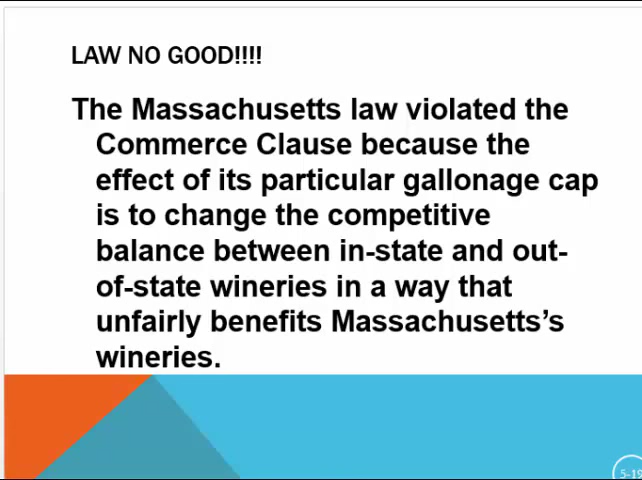 LAW NO GOOD!!!!
The Massachusetts law violated the
Commerce Clause because the
effect of its particular gallonage cap
is to change the competitive
balance between in-state and out-
of-state wineries in a way that
unfairly benefits Massachusetts's
wineries.
5-19